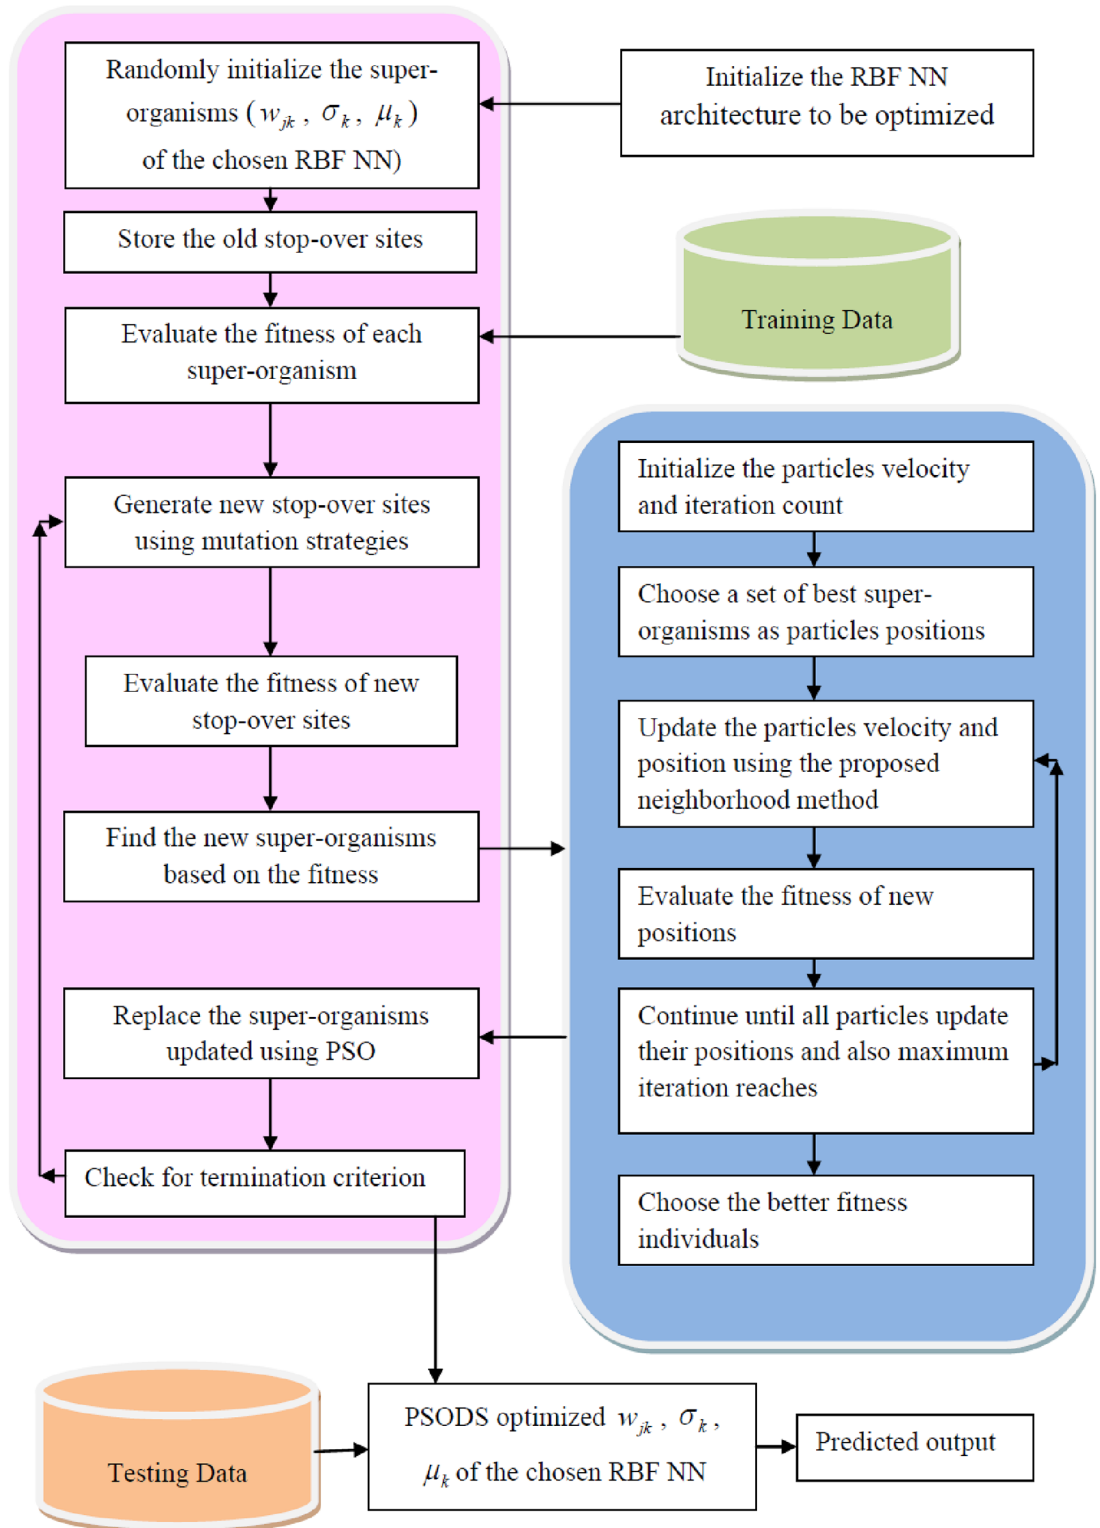 Randomly initialize the super-
organisms ( w_jk , σ_k , μ_k )
of the chosen RBF NN)
Initialize the RBF NN
architecture to be optimized
Store the old stop-over sites
Training Data
Evaluate the fitness of each
super-organism
Generate new stop-over sites
using mutation strategies
Evaluate the fitness of new
stop-over sites
Find the new super-organisms
based on the fitness
Replace the super-organisms
updated using PSO
Check for termination criterion
Initialize the particles velocity
and iteration count
Choose a set of best super-
organisms as particles positions
Update the particles velocity and
position using the proposed
neighborhood method
Evaluate the fitness of new
positions
Continue until all particles update
their positions and also maximum
iteration reaches
Choose the better fitness
individuals
Testing Data
PSODS optimized w_jk , σ_k ,
μ_k of the chosen RBF NN
Predicted output